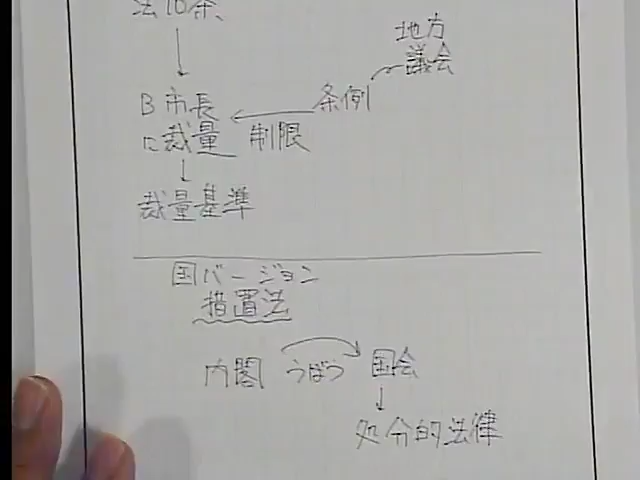 法10条、
地方
議会
B市長
に裁量
条例
制限
裁量基準
国バージョン
措置法
内閣 うばう 国会
処分的法律